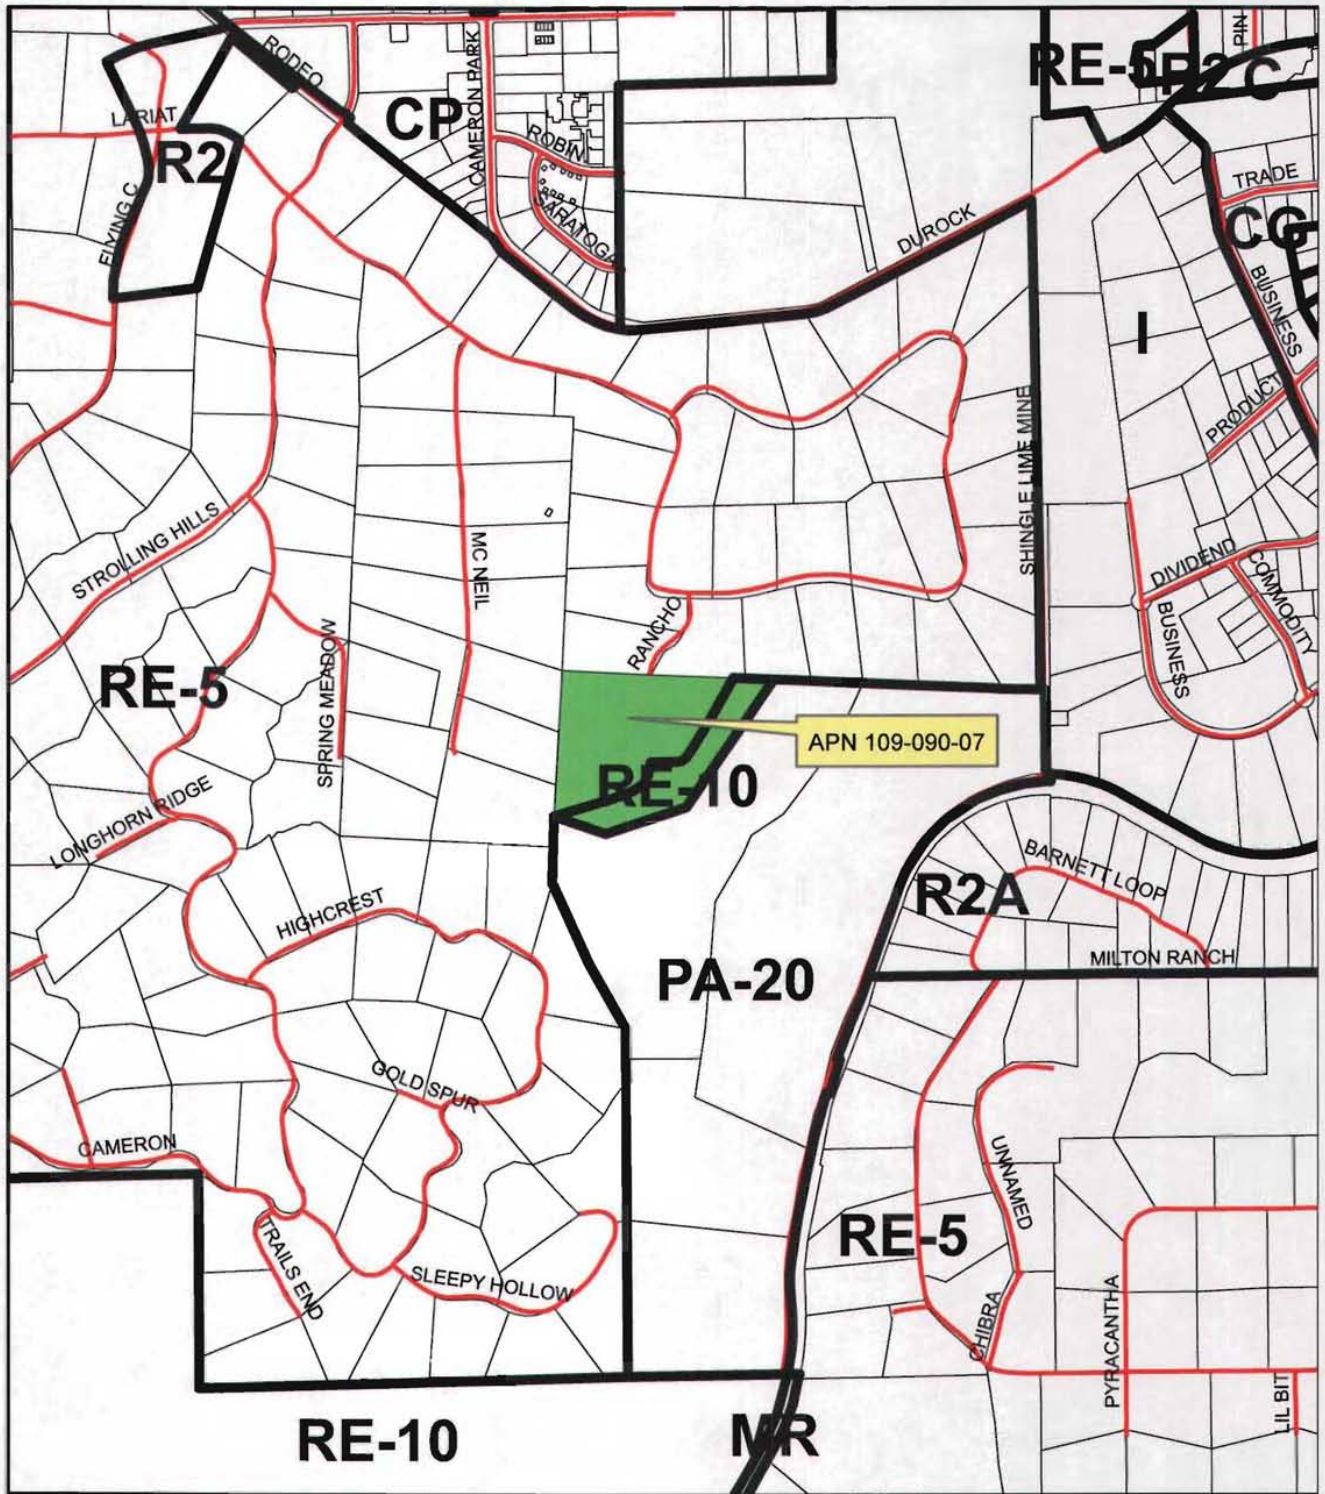 RODEO
CAMERON PARK
CP
PIN
RE-5
R2
C
LARIAT
R2
ROBIN
SARATOGA
FLYING C
DUROCK
TRADE
CG
BUSINESS
I
PRODUCT
SHINGLE LIME MINE
STROLLING HILLS
MC NEIL
DIVIDEND
COMMODITY
BUSINESS
RANCHO
SPRING MEADOW
RE-5
APN 109-090-07
RE-10
LONGHORN RIDGE
BARNETT LOOP
R2A
HIGHCREST
MILTON RANCH
PA-20
GOLD SPUR
CAMERON
UNNAMED
RE-5
TRAILS END
SLEEPY HOLLOW
CHIBRA
PYRACANTHA
LIL BIT
RE-10
MR